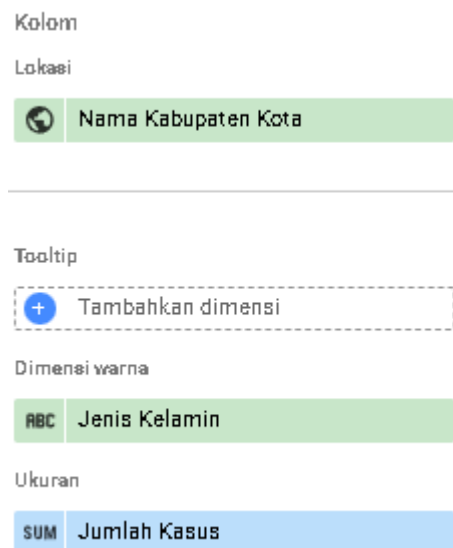 Kolom
Lokasi
Nama Kabupaten Kota
Tooltip
Tambahkan dimensi
Dimensi warna
ABC Jenis Kelamin
Ukuran
SUM Jumlah Kasus